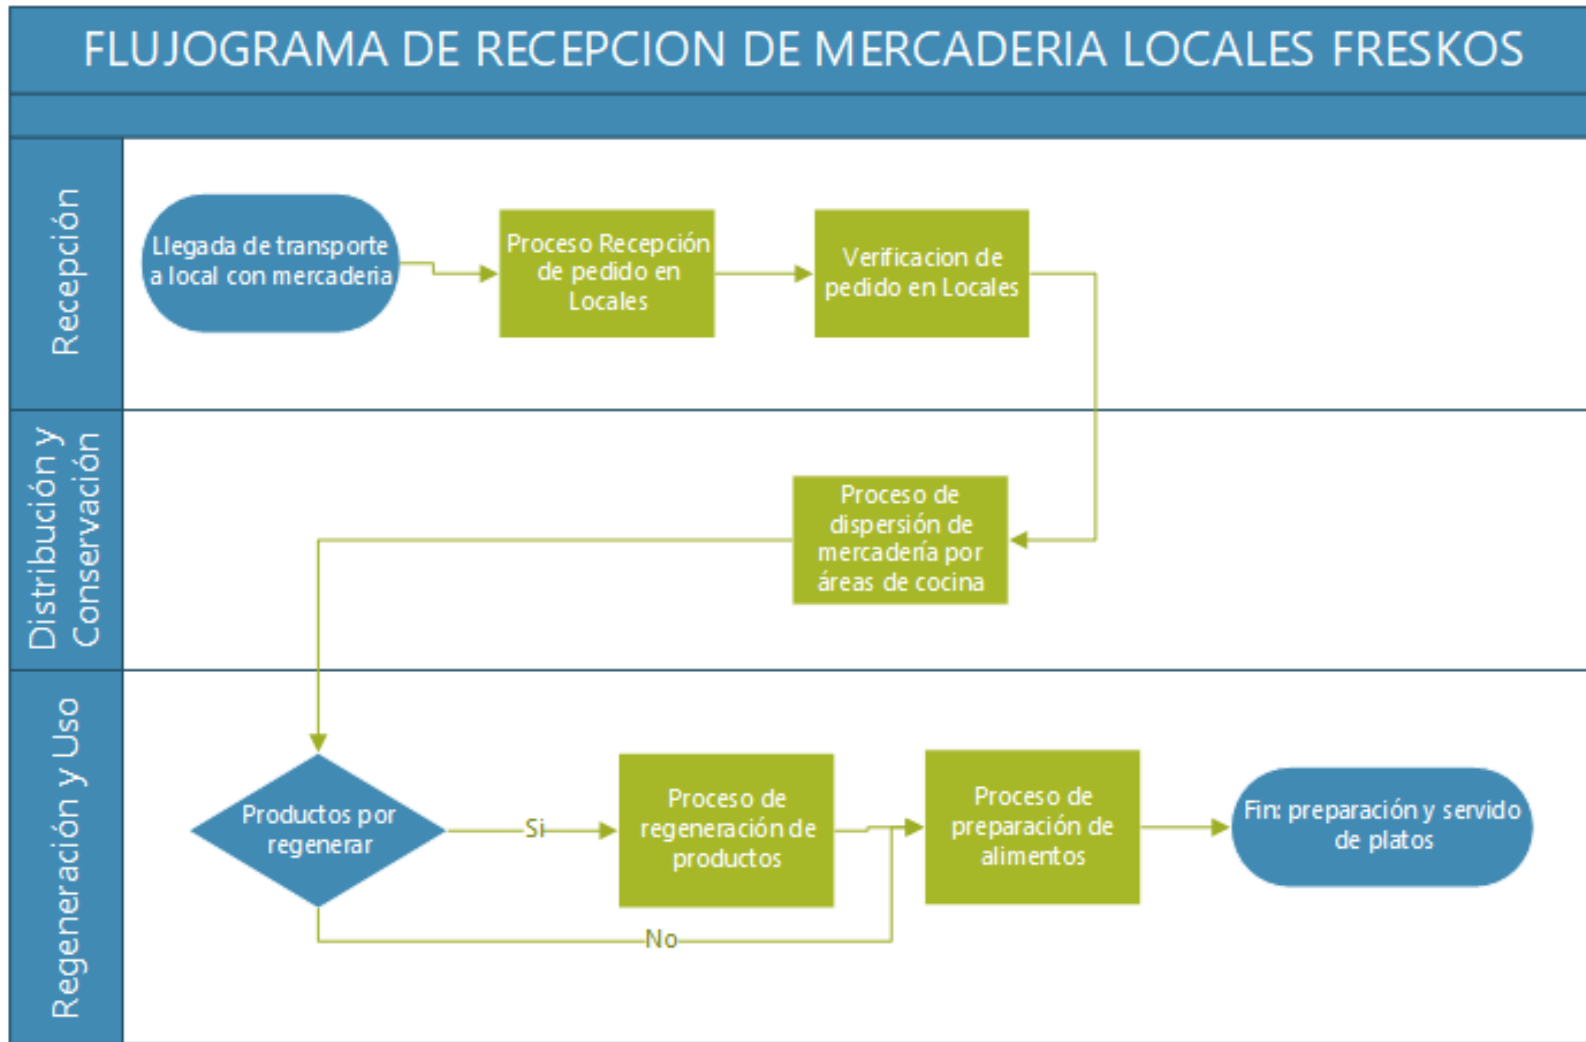 FLUJOGRAMA DE RECEPCION DE MERCADERIA LOCALES FRESKOS
Recepción
Llegada de transporte
a local con mercaderia
Proceso Recepción
de pedido en
Locales
Verificacion de
pedido en Locales
Distribución y
Conservación
Proceso de
dispersión de
mercadería por
áreas de cocina
Regeneración y Uso
Productos por
regenerar
Si
Proceso de
regeneración de
productos
Proceso de
preparación de
alimentos
Fin: preparación y servido
de platos
No